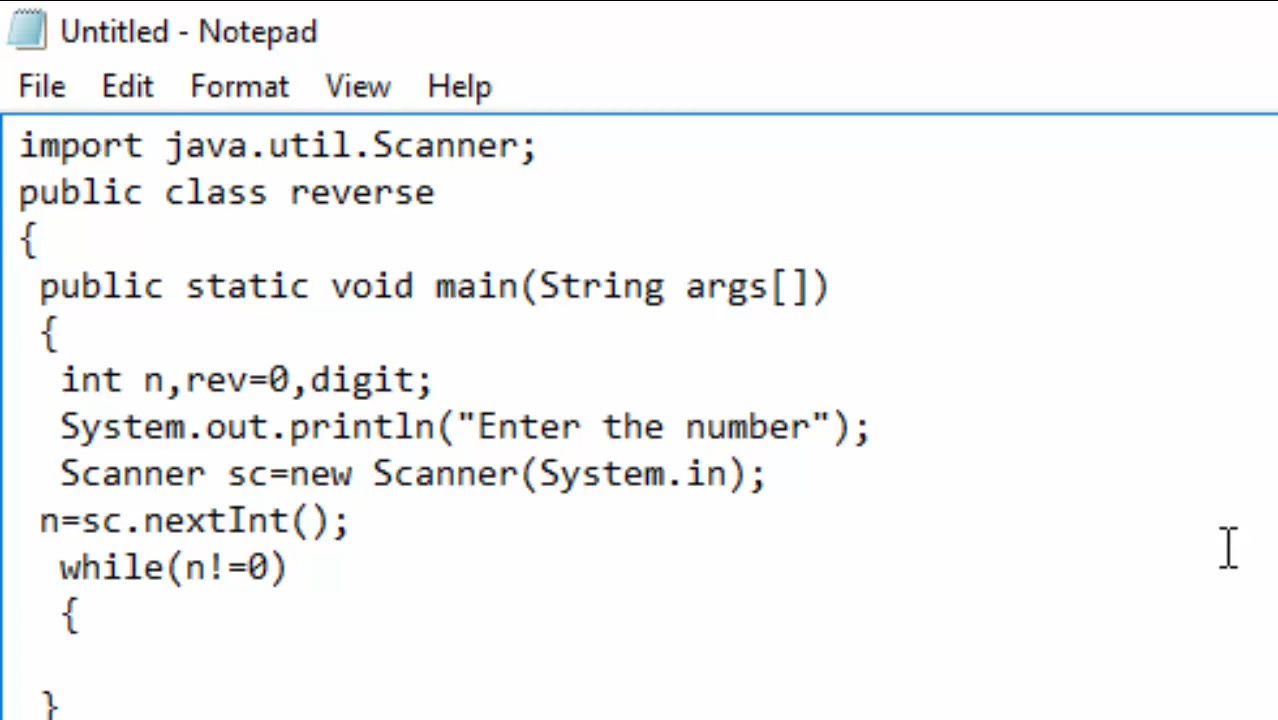 Untitled - Notepad
File Edit Format View Help
import java.util.Scanner;
public class reverse
{
 public static void main(String args[])
 {
  int n,rev=0,digit;
  System.out.println("Enter the number");
  Scanner sc=new Scanner(System.in);
 n=sc.nextInt();
  while(n!=0)
  {
 }